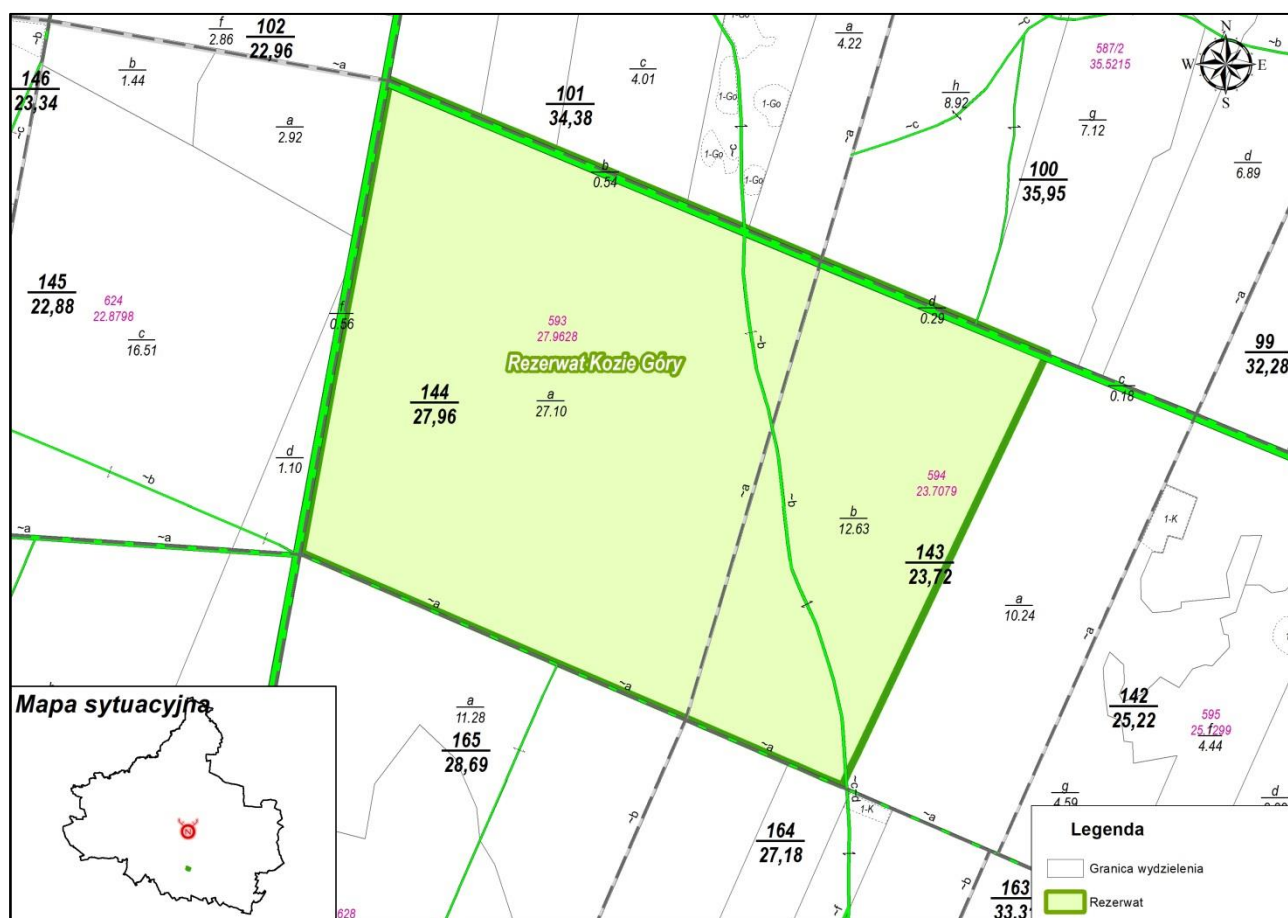 f
2.86
102
22,96
~a
b
1.44
146
23,34
~c
a
2.92
c
4.01
101
34,38
1-Go
1-Go
1-Go
1-Go
1-Go
~c
a
4.22
h
8.92
~c
~a
587/2
35.5215
g
7.12
~c
~b
N
W
E
S
d
6.89
100
35,95
b
0.54
145
22,88
624
22.8798
c
16.51
f
0.56
593
27.9628
Rezerwat Kozie Góry
144
27,96
a
27.10
~b
d
0.29
~a
99
32,28
c
0.18
d
1.10
~b
~a
~a
~a
~b
594
23.7079
b
12.63
143
23,72
1-K
a
10.24
~a
~a
~a
~a
142
25,22
595
25.1299
f
4.44
a
11.28
165
28,69
~c
~d
1-K
~a
g
4.59
d
164
27,18
~b
~b
163
628
Mapa sytuacyjna
Legenda
Granica wydzielenia
Rezerwat